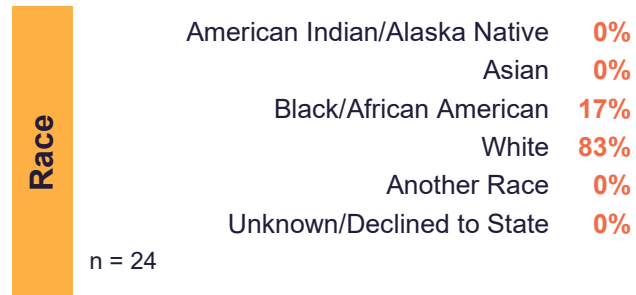 Race
American Indian/Alaska Native 0%
Asian 0%
Black/African American 17%
White 83%
Another Race 0%
Unknown/Declined to State 0%
n = 24